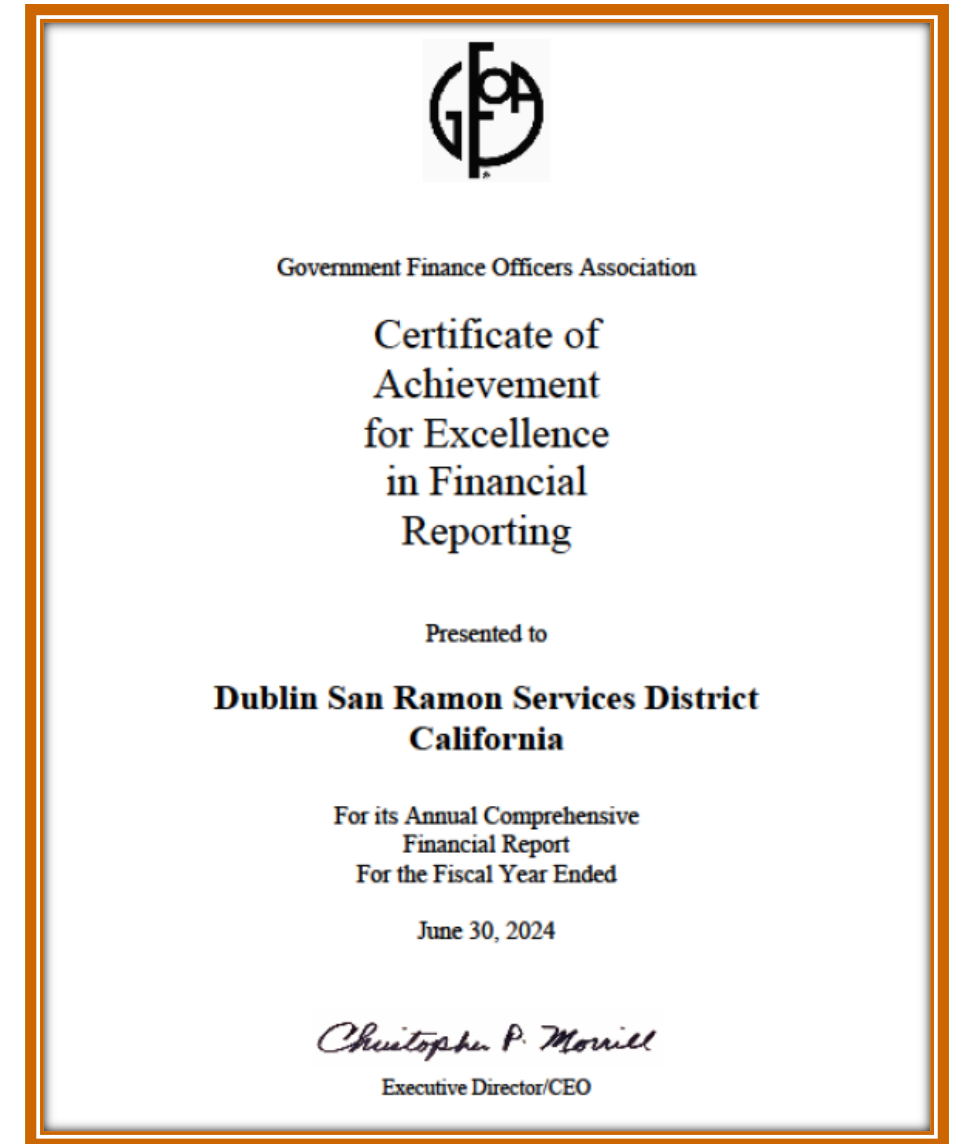 GFOA
Government Finance Officers Association
Certificate of
Achievement
for Excellence
in Financial
Reporting
Presented to
Dublin San Ramon Services District
California
For its Annual Comprehensive
Financial Report
For the Fiscal Year Ended
June 30, 2024
Christopher P. Morrill
Executive Director/CEO